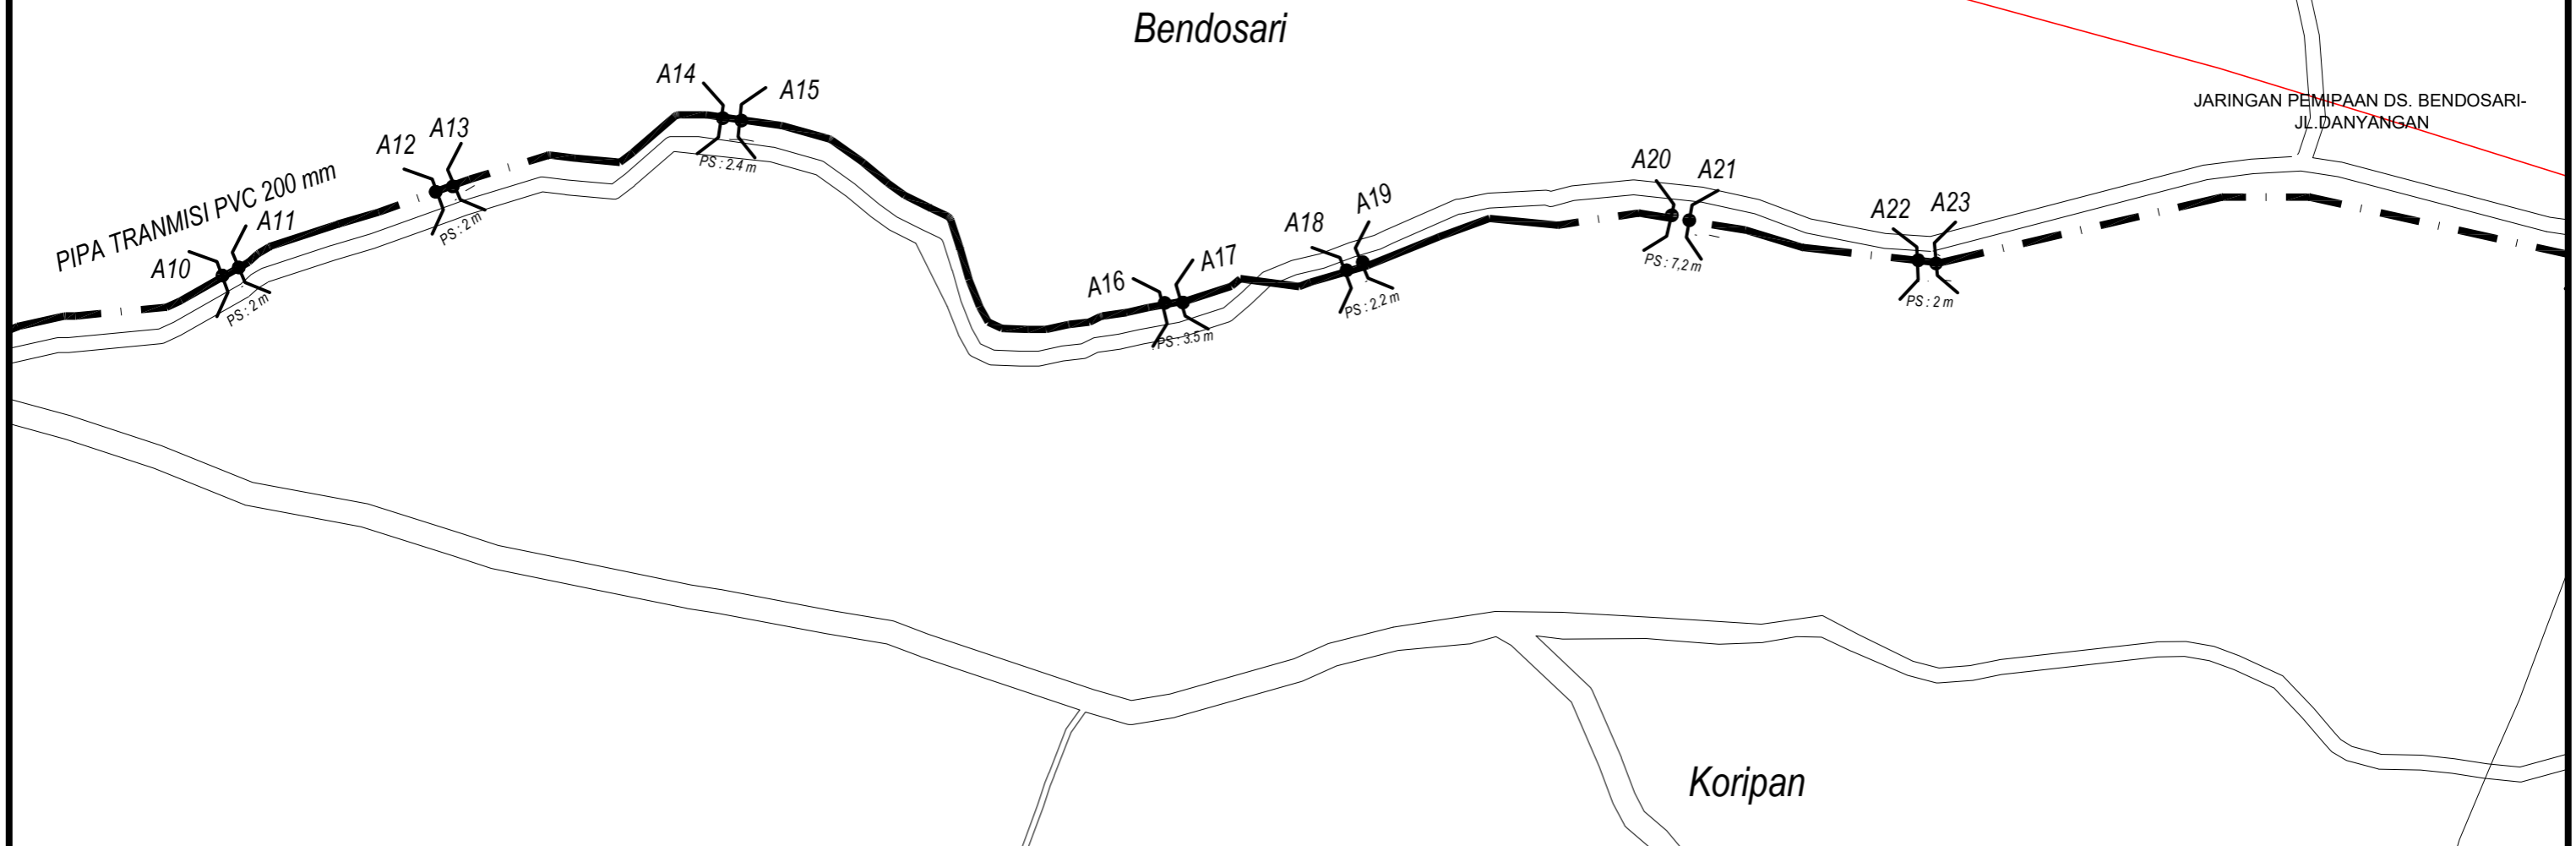 Bendosari
A14
A15
JARINGAN PEMIPAAN DS. BENDOSARI-
JL.DANYANGAN
A12
A13
PS : 2.4 m
A20
A21
PIPA TRANMISI PVC 200 mm
A11
A10
PS : 2 m
PS : 2 m
A18
A19
A22
A23
A16
A17
PS : 7,2 m
PS : 2.2 m
PS : 2 m
PS : 3.5 m
Koripan